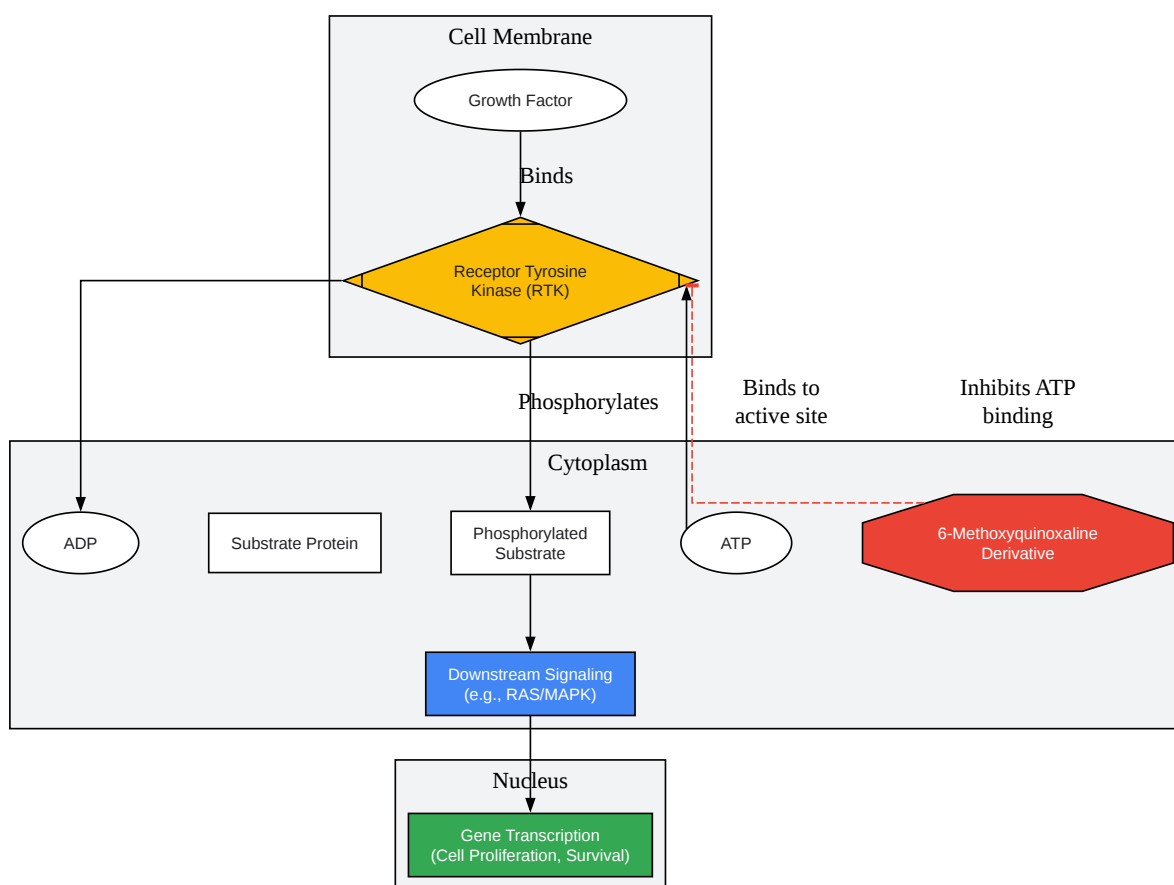 Cell Membrane
Growth Factor
Binds
Receptor Tyrosine
Kinase (RTK)
Phosphorylates
Binds to
active site
Inhibits ATP
binding
Cytoplasm
ADP
Substrate Protein
Phosphorylated
Substrate
ATP
6-Methoxyquinoxaline
Derivative
Downstream Signaling
(e.g., RAS/MAPK)
Nucleus
Gene Transcription
(Cell Proliferation, Survival)